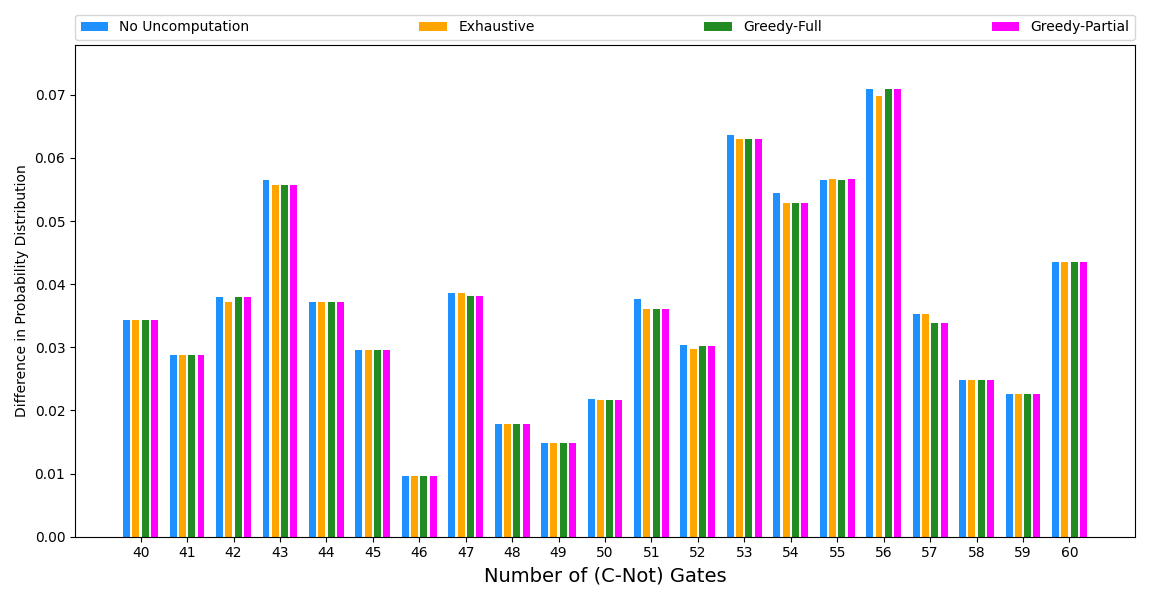 No Uncomputation Exhaustive Greedy-Full Greedy-Partial
Difference in Probability Distribution
0.07
0.06
0.05
0.04
0.03
0.02
0.01
0.00
40 41 42 43 44 45 46 47 48 49 50 51 52 53 54 55 56 57 58 59 60
Number of (C-Not) Gates